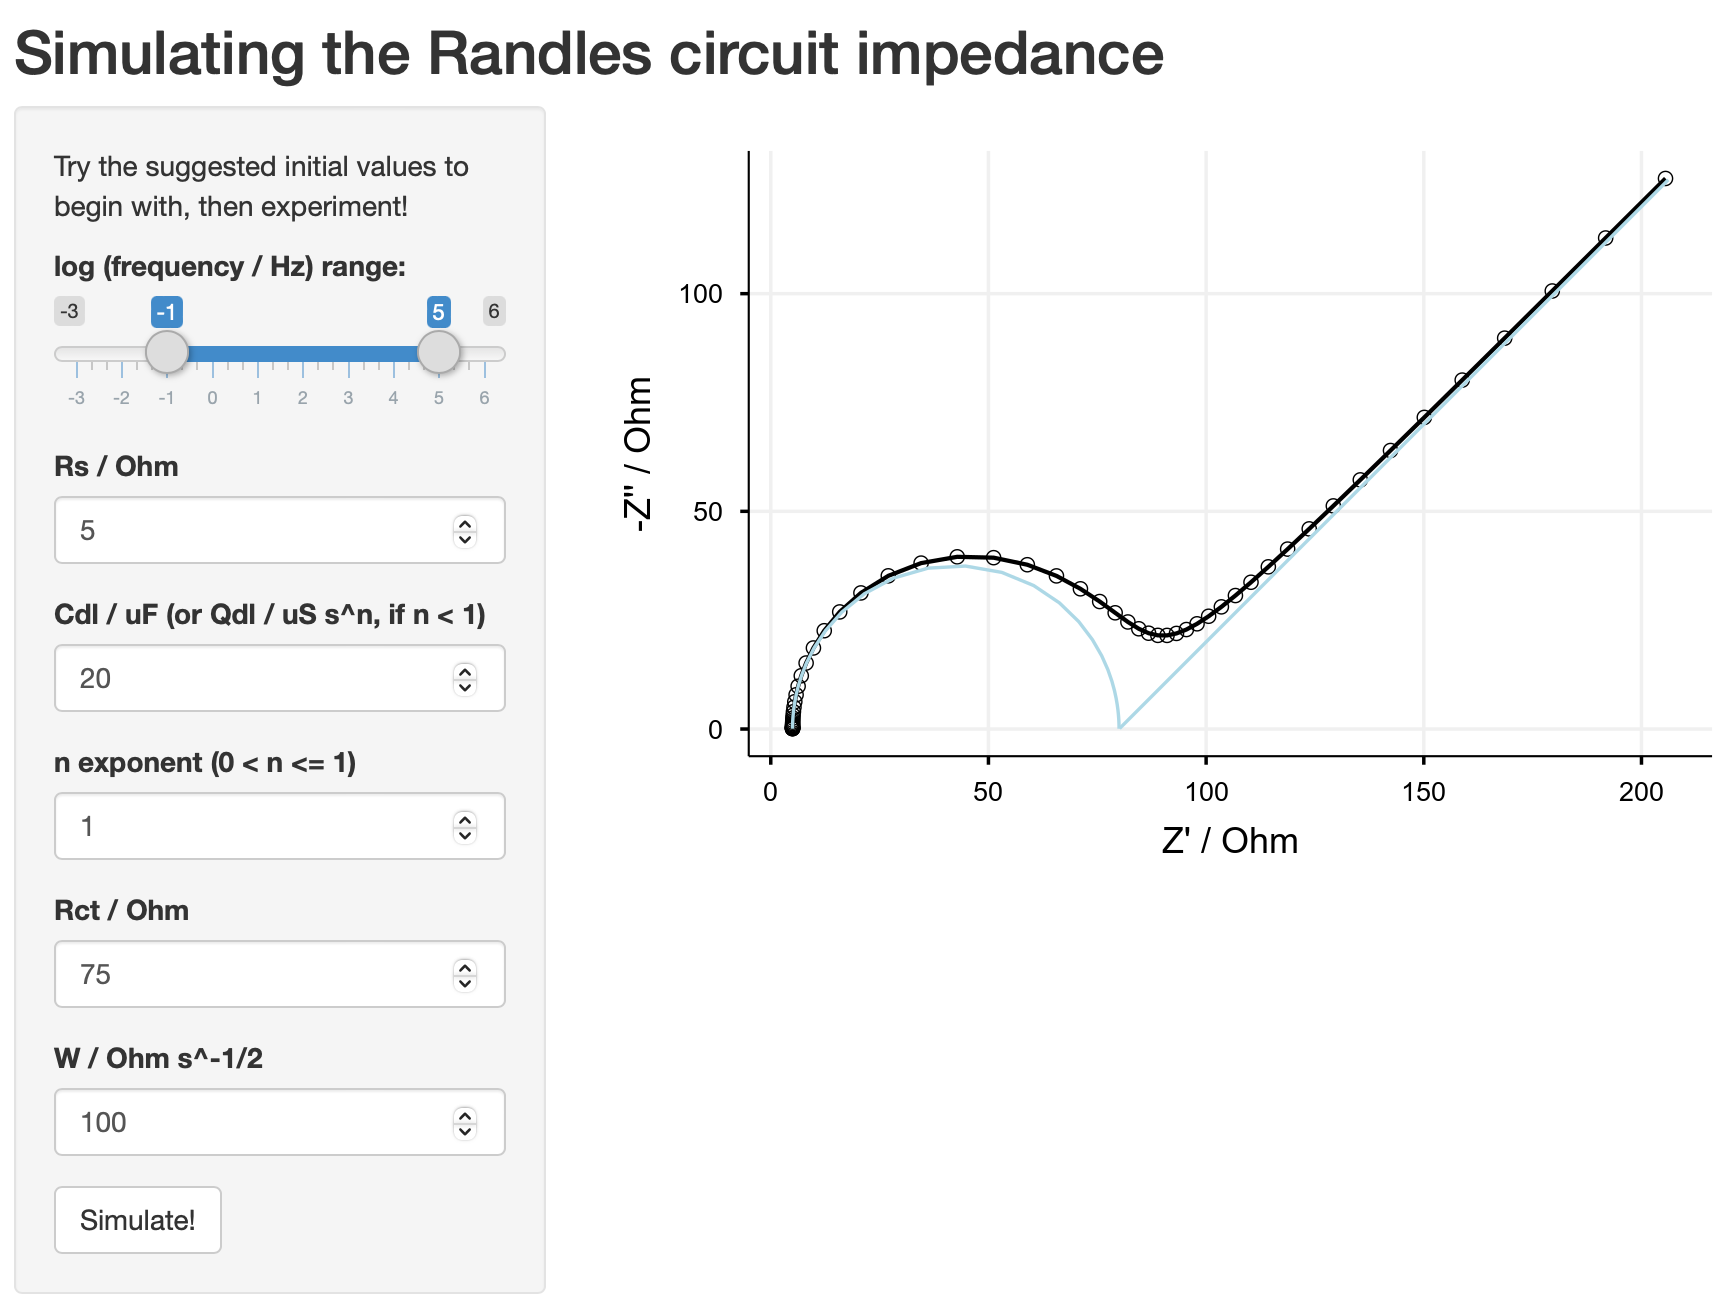 Simulating the Randles circuit impedance
Try the suggested initial values to
begin with, then experiment!
log (frequency / Hz) range:
-3 -1 5 6
-3 -2 -1 0 1 2 3 4 5 6
Rs / Ohm
5
Cdl / uF (or Qdl / uS s^n, if n < 1)
20
n exponent (0 < n <= 1)
1
Rct / Ohm
75
W / Ohm s^-1/2
100
Simulate!
-Z'' / Ohm
100
50
0
0 50 100 150 200
Z' / Ohm